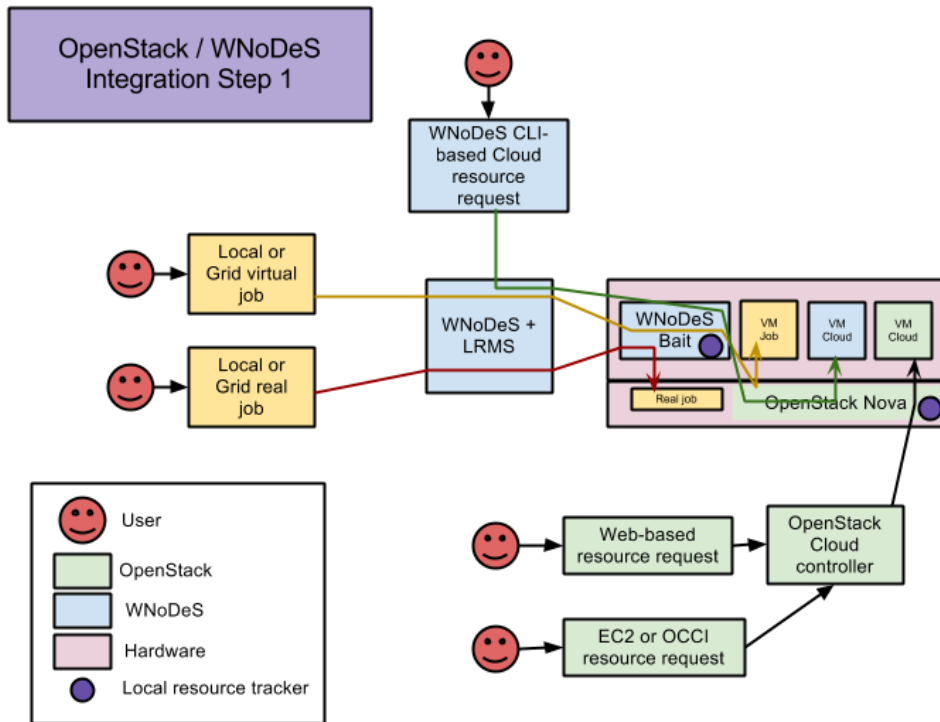 OpenStack / WNoDeS
Integration Step 1
WNoDeS CLI-
based Cloud
resource
request
Local or
Grid virtual
job
WNoDeS +
LRMS
WNoDeS
Bait
VM
Job
VM
Cloud
VM
Cloud
Local or
Grid real
job
Real job
OpenStack Nova
User
OpenStack
WNoDeS
Hardware
Local resource tracker
Web-based
resource request
OpenStack
Cloud
controller
EC2 or OCCI
resource request